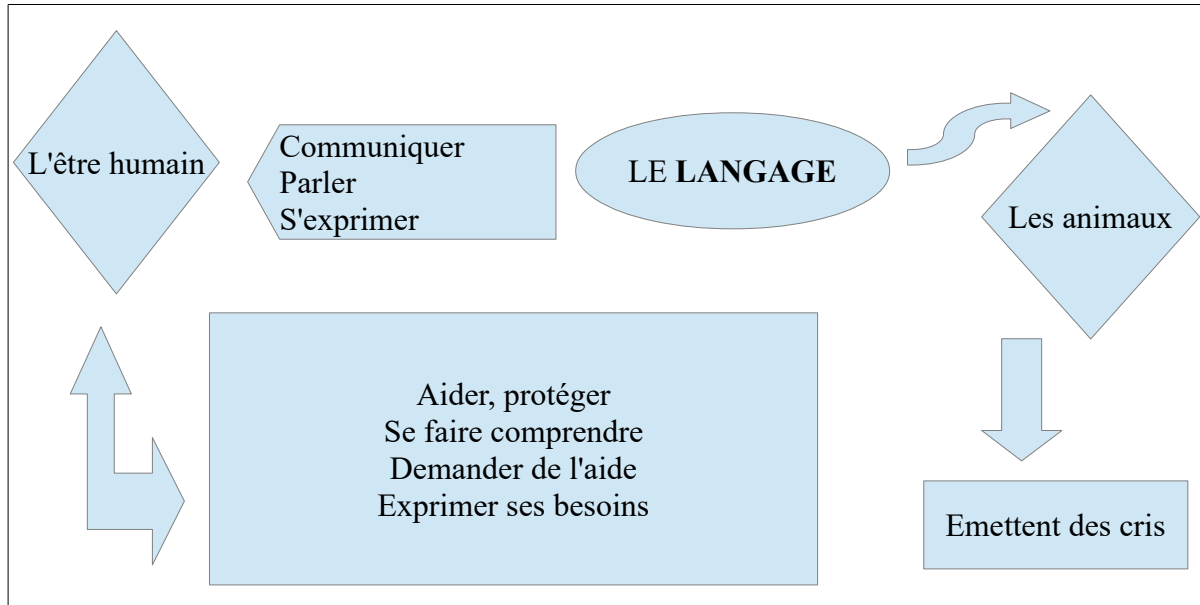 L'être humain
Communiquer
Parler
S'exprimer
LE LANGAGE
Les animaux
Aider, protéger
Se faire comprendre
Demander de l'aide
Exprimer ses besoins
Emettent des cris